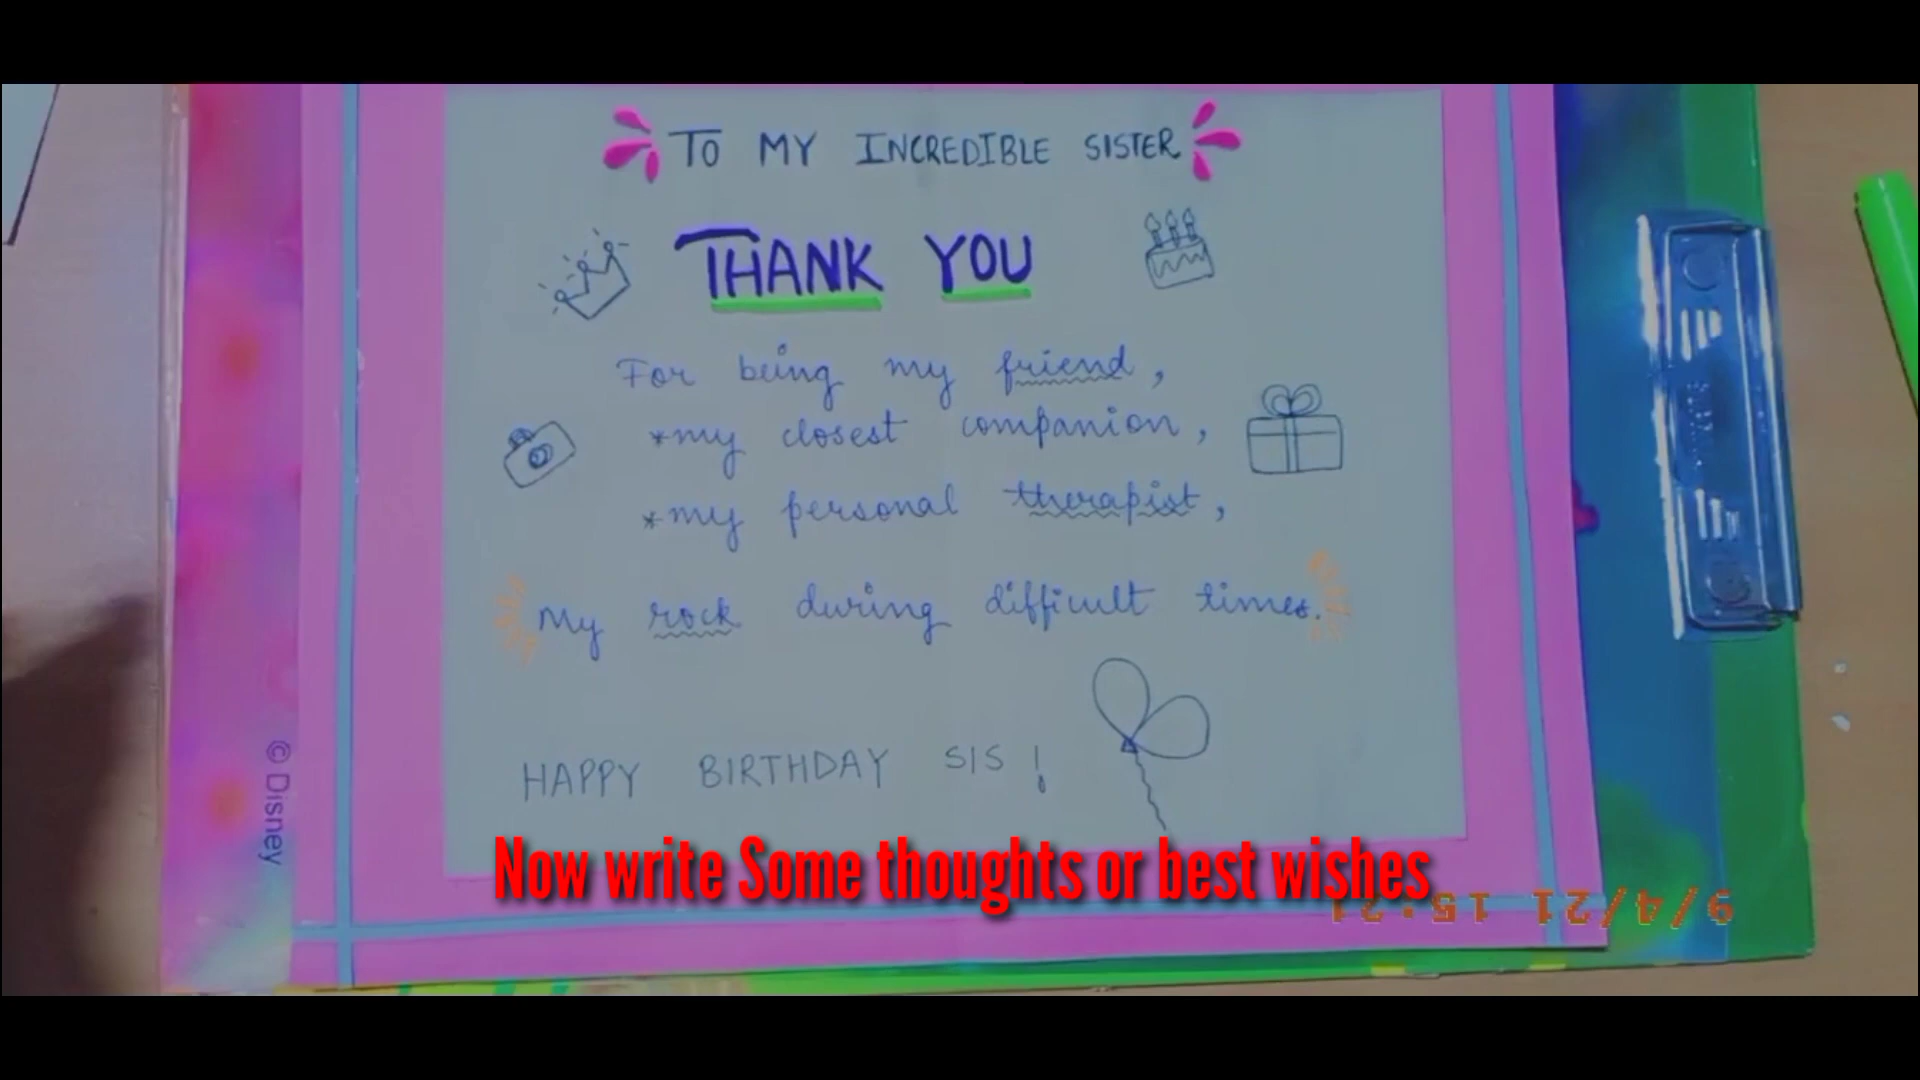 TO MY INCREDIBLE SISTER
THANK YOU
For being my friend,
*my closest companion,
*my personal therapist,
My rock during difficult times.
HAPPY BIRTHDAY SIS!
© Disney
Now write Some thoughts or best wishes
9/4/21 15:21